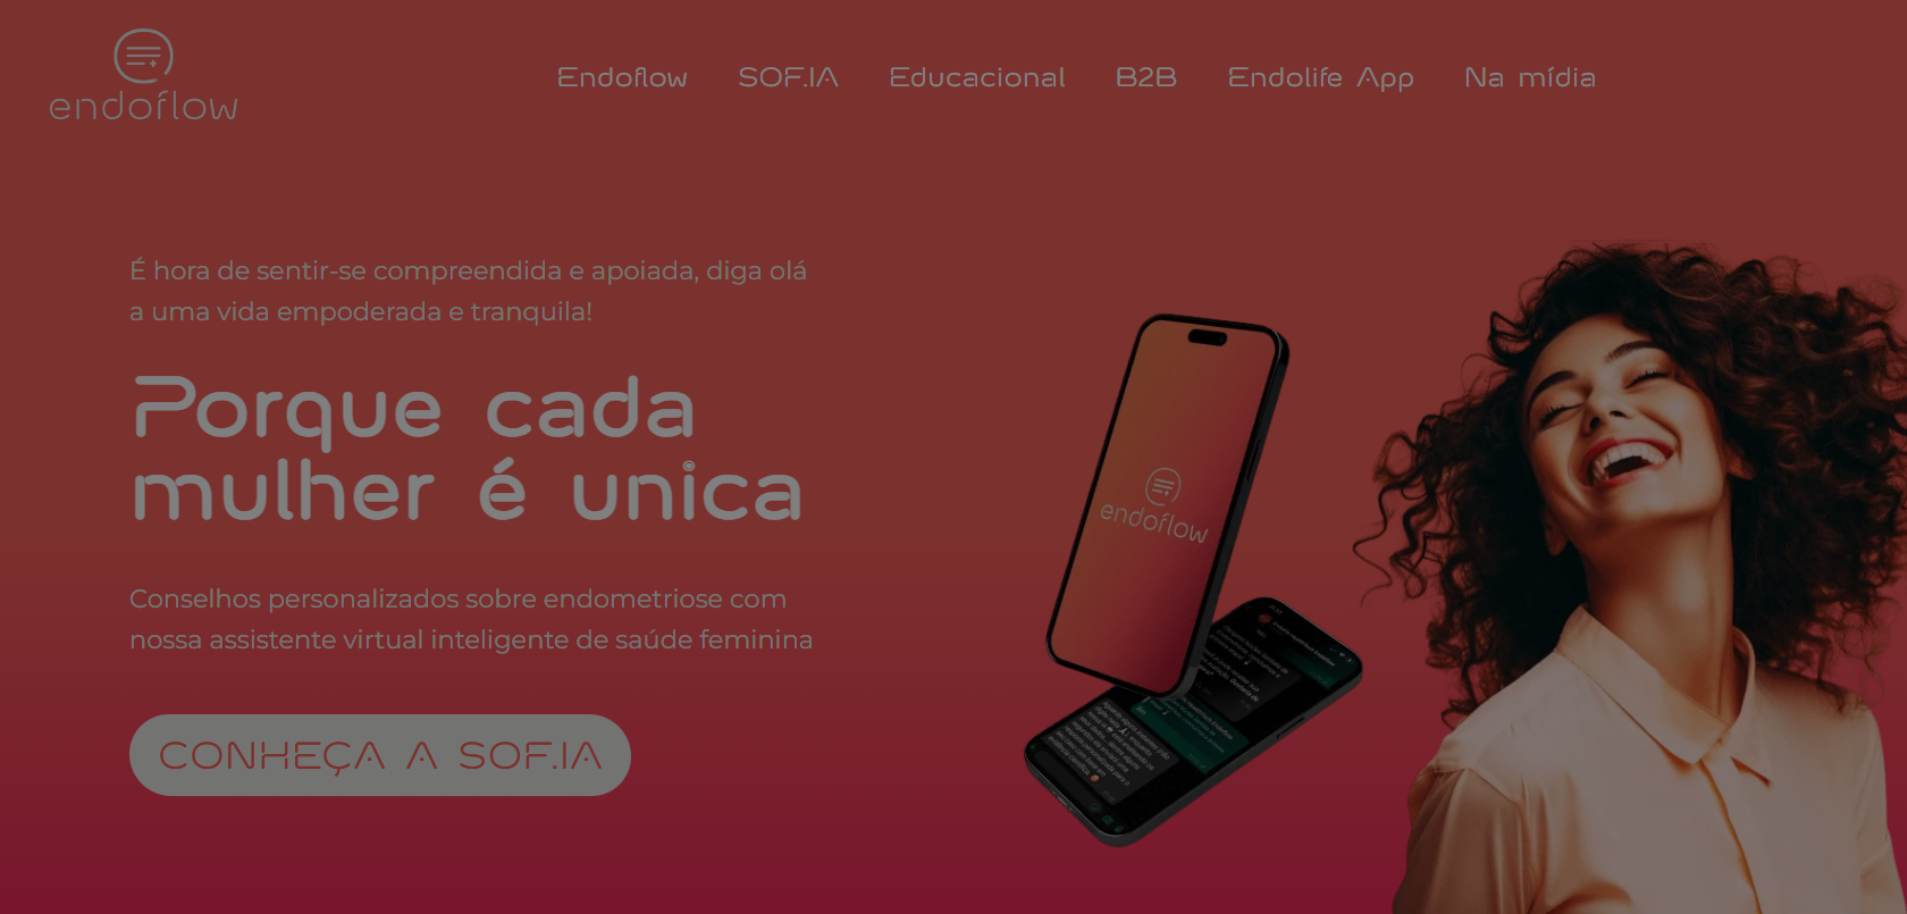 endoflow
Endoflow SOF.IA Educacional B2B Endolife App Na mídia
É hora de sentir-se compreendida e apoiada, diga olá
a uma vida empoderada e tranquila!
Porque cada
mulher é unica
Conselhos personalizados sobre endometriose com
nossa assistente virtual inteligente de saúde feminina
CONHEÇA A SOF.IA
endoflow